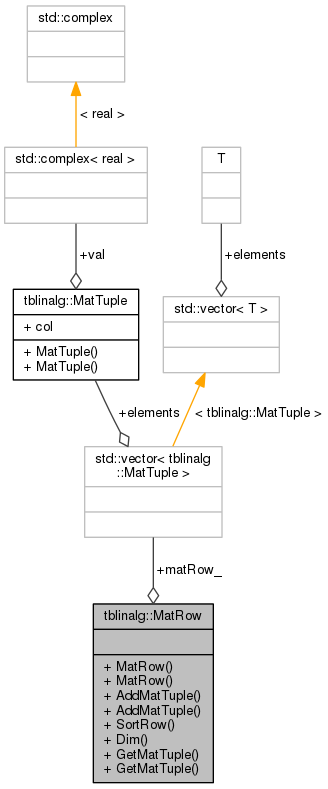 std::complex
< real >
std::complex< real >
T
+val
+elements
tblinalg::MatTuple
+ col
+ MatTuple()
+ MatTuple()
std::vector< T >
+elements
< tblinalg::MatTuple >
std::vector< tblinalg
::MatTuple >
+matRow_
tblinalg::MatRow
+ MatRow()
+ MatRow()
+ AddMatTuple()
+ AddMatTuple()
+ SortRow()
+ Dim()
+ GetMatTuple()
+ GetMatTuple()